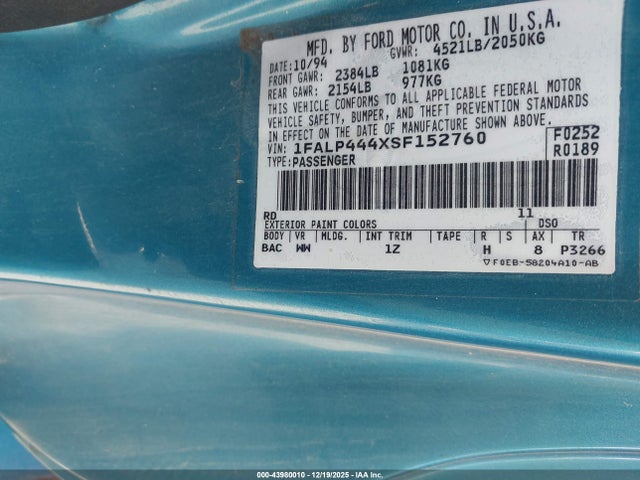 MFD. BY FORD MOTOR CO. IN U.S.A.
DATE: 10/94 GVWR: 4521LB/2050KG
FRONT GAWR: 2384LB 1081KG
REAR GAWR: 2154LB 977KG
THIS VEHICLE CONFORMS TO ALL APPLICABLE FEDERAL MOTOR
VEHICLE SAFETY, BUMPER, AND THEFT PREVENTION STANDARDS
IN EFFECT ON THE DATE OF MANUFACTURE SHOWN ABOVE.
VIN: 1FALP444XSF152760 F0252
TYPE: PASSENGER R0189
RD 11
EXTERIOR PAINT COLORS DSO
BODY VR MLDG. INT TRIM TAPE R S AX TR
BAC WW 1Z H 8 P3266
▽F0EB-58204A10-AB
000-43980010 - 12/19/2025 - IAA Inc.